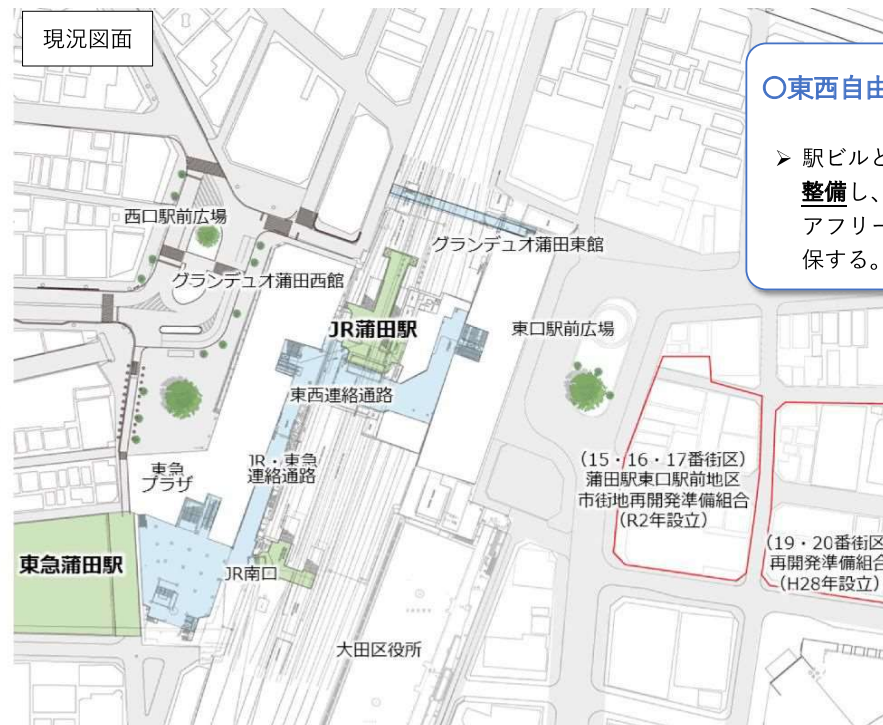 現況図面
〇東西自由
➢ 駅ビルと
整備し、
アフリー
保する。
西口駅前広場
グランデュオ蒲田東館
グランデュオ蒲田西館
JR蒲田駅
東口駅前広場
東西連絡通路
東急
プラザ
JR・東急
連絡通路
(15・16・17番街区)
蒲田駅東口駅前地区
市街地再開発準備組合
(R2年設立)
(19・20番街区
再開発準備組合
(H28年設立)
東急蒲田駅
JR南口
大田区役所